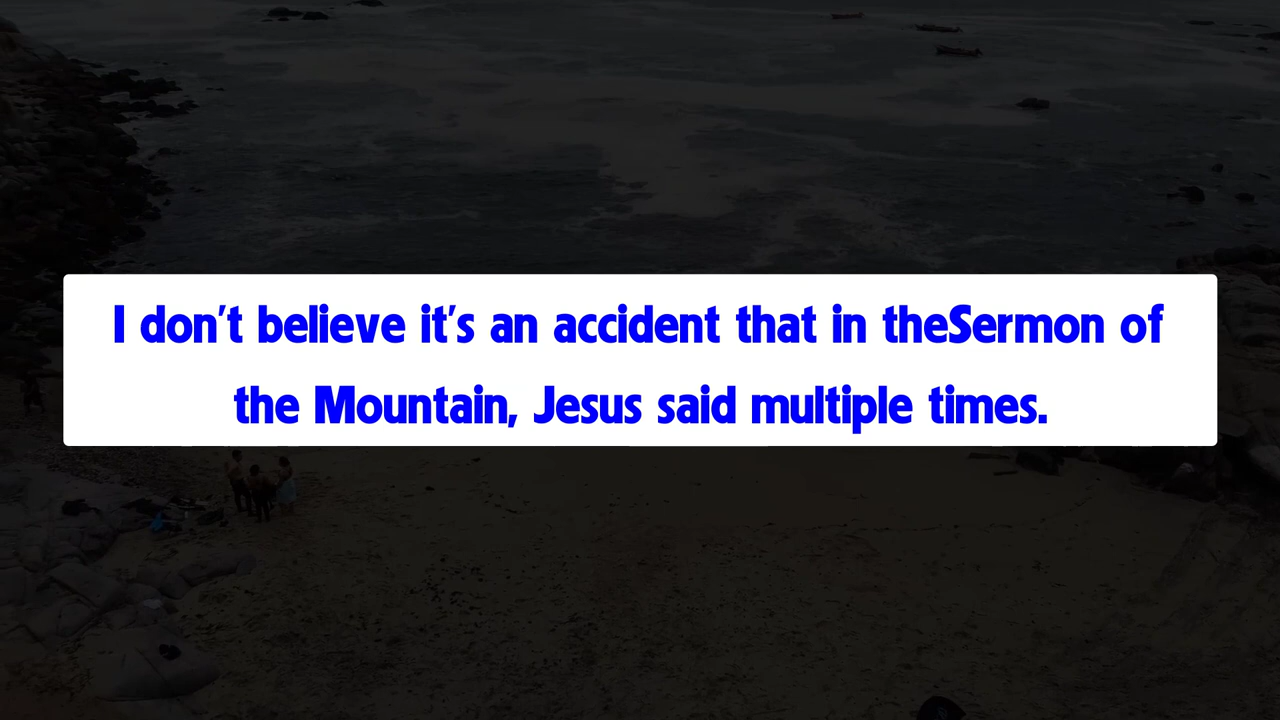 I don't believe it's an accident that in theSermon of
the Mountain, Jesus said multiple times.